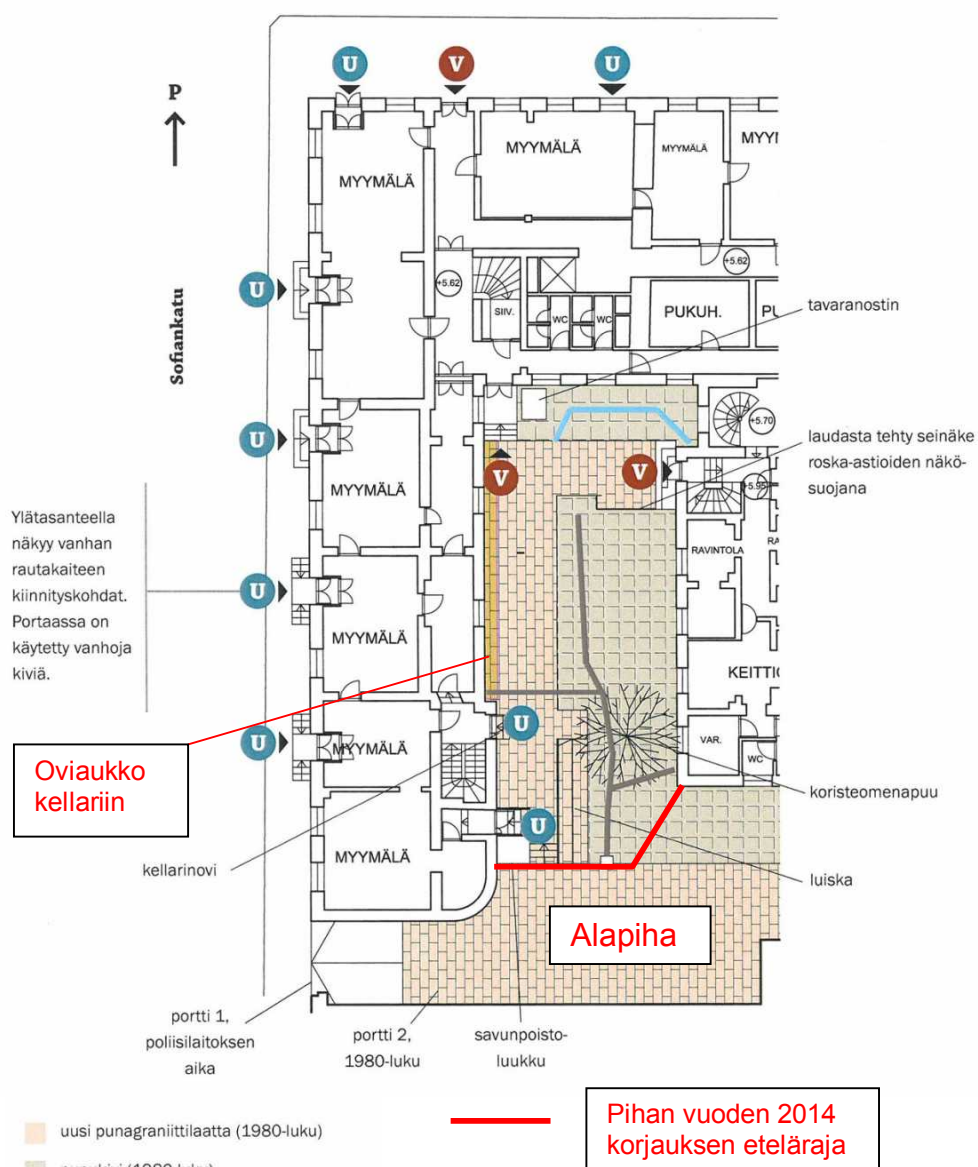 U
V
U
P
MYYMÄLÄ
MYYMÄLÄ
MYYMÄLÄ
U
Sofiankatu
+5.62
SIIV.
WC
WC
+5.62
PUKUH.
tavaranostin
U
MYYMÄLÄ
V
V
+5.70
+5.95
laudasta tehty seinäke
roska-astioiden näkö-
suojana
RAVINTOLA
Ylätasanteella
näkyy vanhan
rautakaiteen
kiinnityskohdat.
Portaassa on
käytetty vanhoja
kiviä.
U
MYYMÄLÄ
U
MYYMÄLÄ
U
VAR.
WC
Oviaukko
kellariin
koristeomenapuu
kellarinovi
MYYMÄLÄ
U
luiska
Alapiha
portti 1,
poliisilaitoksen
aika
portti 2,
1980-luku
savunpoisto-
luukku
uusi punagraniittilaatta (1980-luku)
Pihan vuoden 2014
korjauksen eteläraja